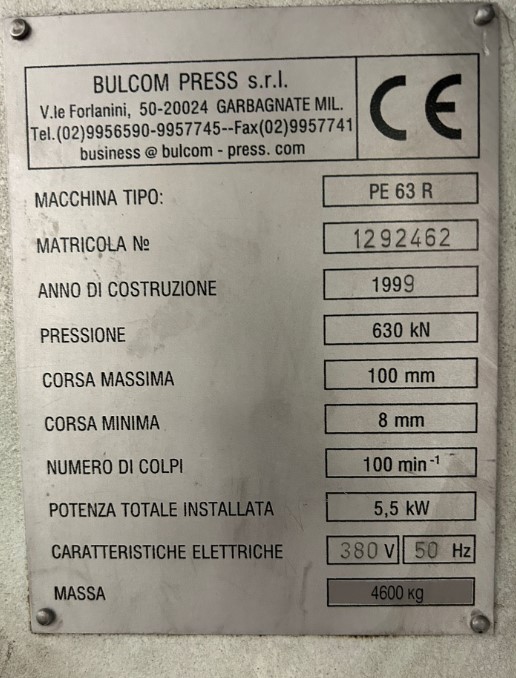 BULCOM PRESS s.r.l.
V.le Forlanini, 50-20024 GARBAGNATE MIL.
Tel.(02)9956590-9957745--Fax(02)9957741
business @ bulcom - press. com
CE
MACCHINA TIPO: PE 63 R
MATRICOLA № 1292462
ANNO DI COSTRUZIONE 1999
PRESSIONE 630 kN
CORSA MASSIMA 100 mm
CORSA MINIMA 8 mm
NUMERO DI COLPI 100 min⁻¹
POTENZA TOTALE INSTALLATA 5,5 kW
CARATTERISTICHE ELETTRICHE 380 V 50 Hz
MASSA 4600 Kg